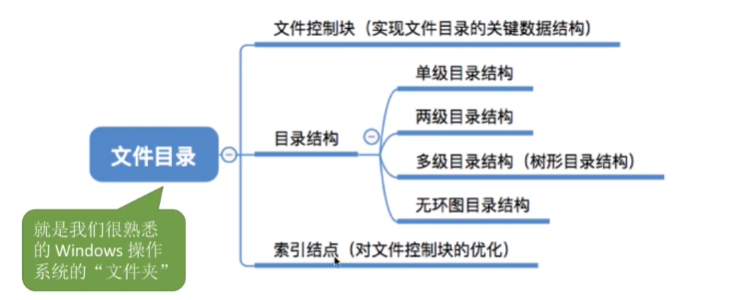 文件控制块（实现文件目录的关键数据结构）
单级目录结构
两级目录结构
目录结构
文件目录
多级目录结构（树形目录结构）
无环图目录结构
就是我们很熟悉
的 Windows 操作
系统的“文件夹”
索引结点（对文件控制块的优化）